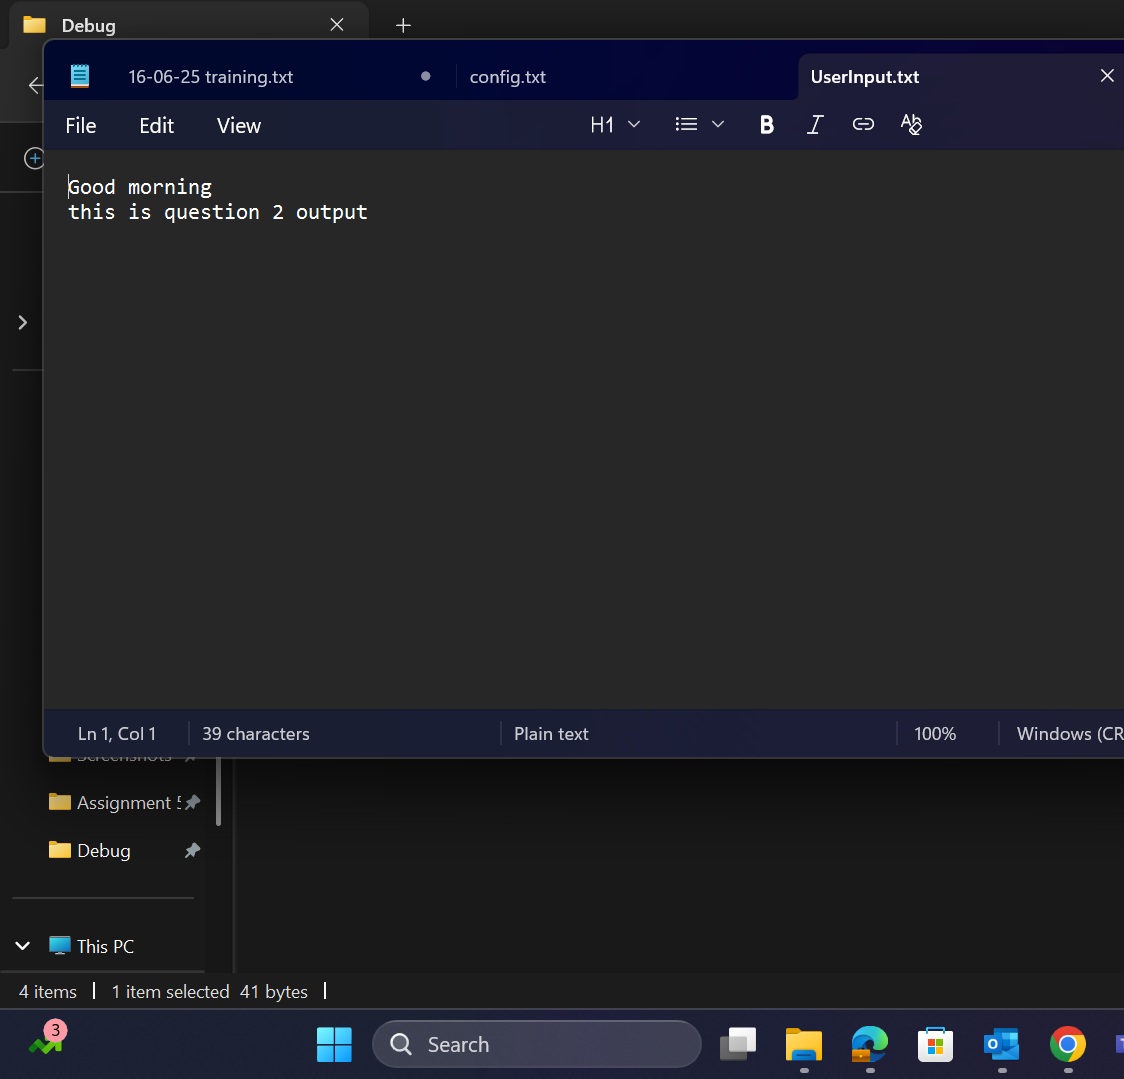 Debug
16-06-25 training.txt
config.txt
UserInput.txt
File
Edit
View
H1
B
I
Good morning
this is question 2 output
Ln 1, Col 1
39 characters
Plain text
100%
Windows (CR
Screenshots
Assignment 5
Debug
This PC
4 items
1 item selected 41 bytes
3
Search